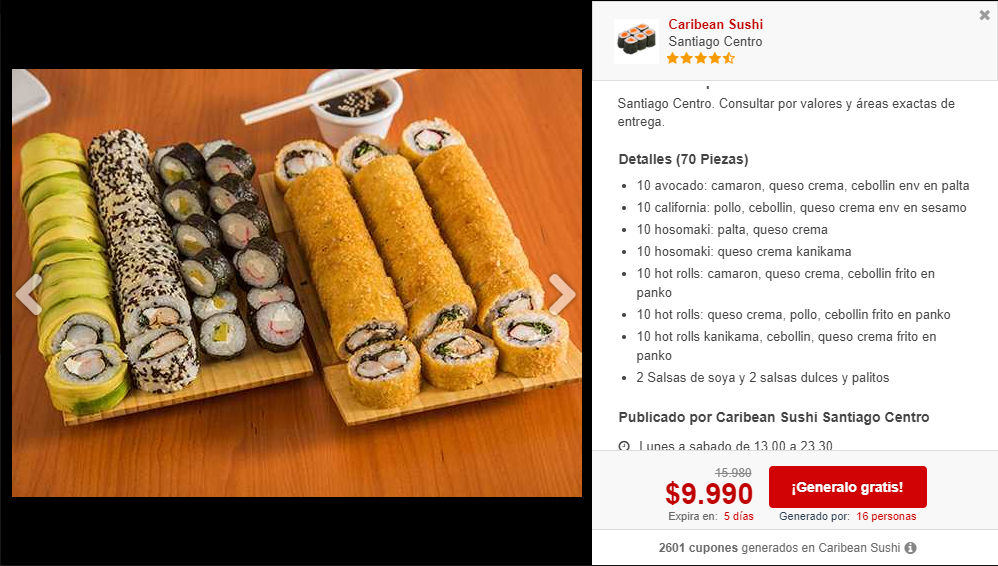 Caribean Sushi
Santiago Centro
Santiago Centro. Consultar por valores y áreas exactas de
entrega.
Detalles (70 Piezas)
10 avocado: camaron, queso crema, cebollin env en palta
10 california: pollo, cebollin, queso crema env en sesamo
10 hosomaki: palta, queso crema
10 hosomaki: queso crema kanikama
10 hot rolls: camaron, queso crema, cebollin frito en
panko
10 hot rolls: queso crema, pollo, cebollin frito en panko
10 hot rolls kanikama, cebollin, queso crema frito en
panko
2 Salsas de soya y 2 salsas dulces y palitos
Publicado por Caribean Sushi Santiago Centro
Lunes a sabado de 13.00 a 23.30
15.980
$9.990
¡Generalo gratis!
Expira en: 5 días
Generado por: 16 personas
2601 cupones generados en Caribean Sushi